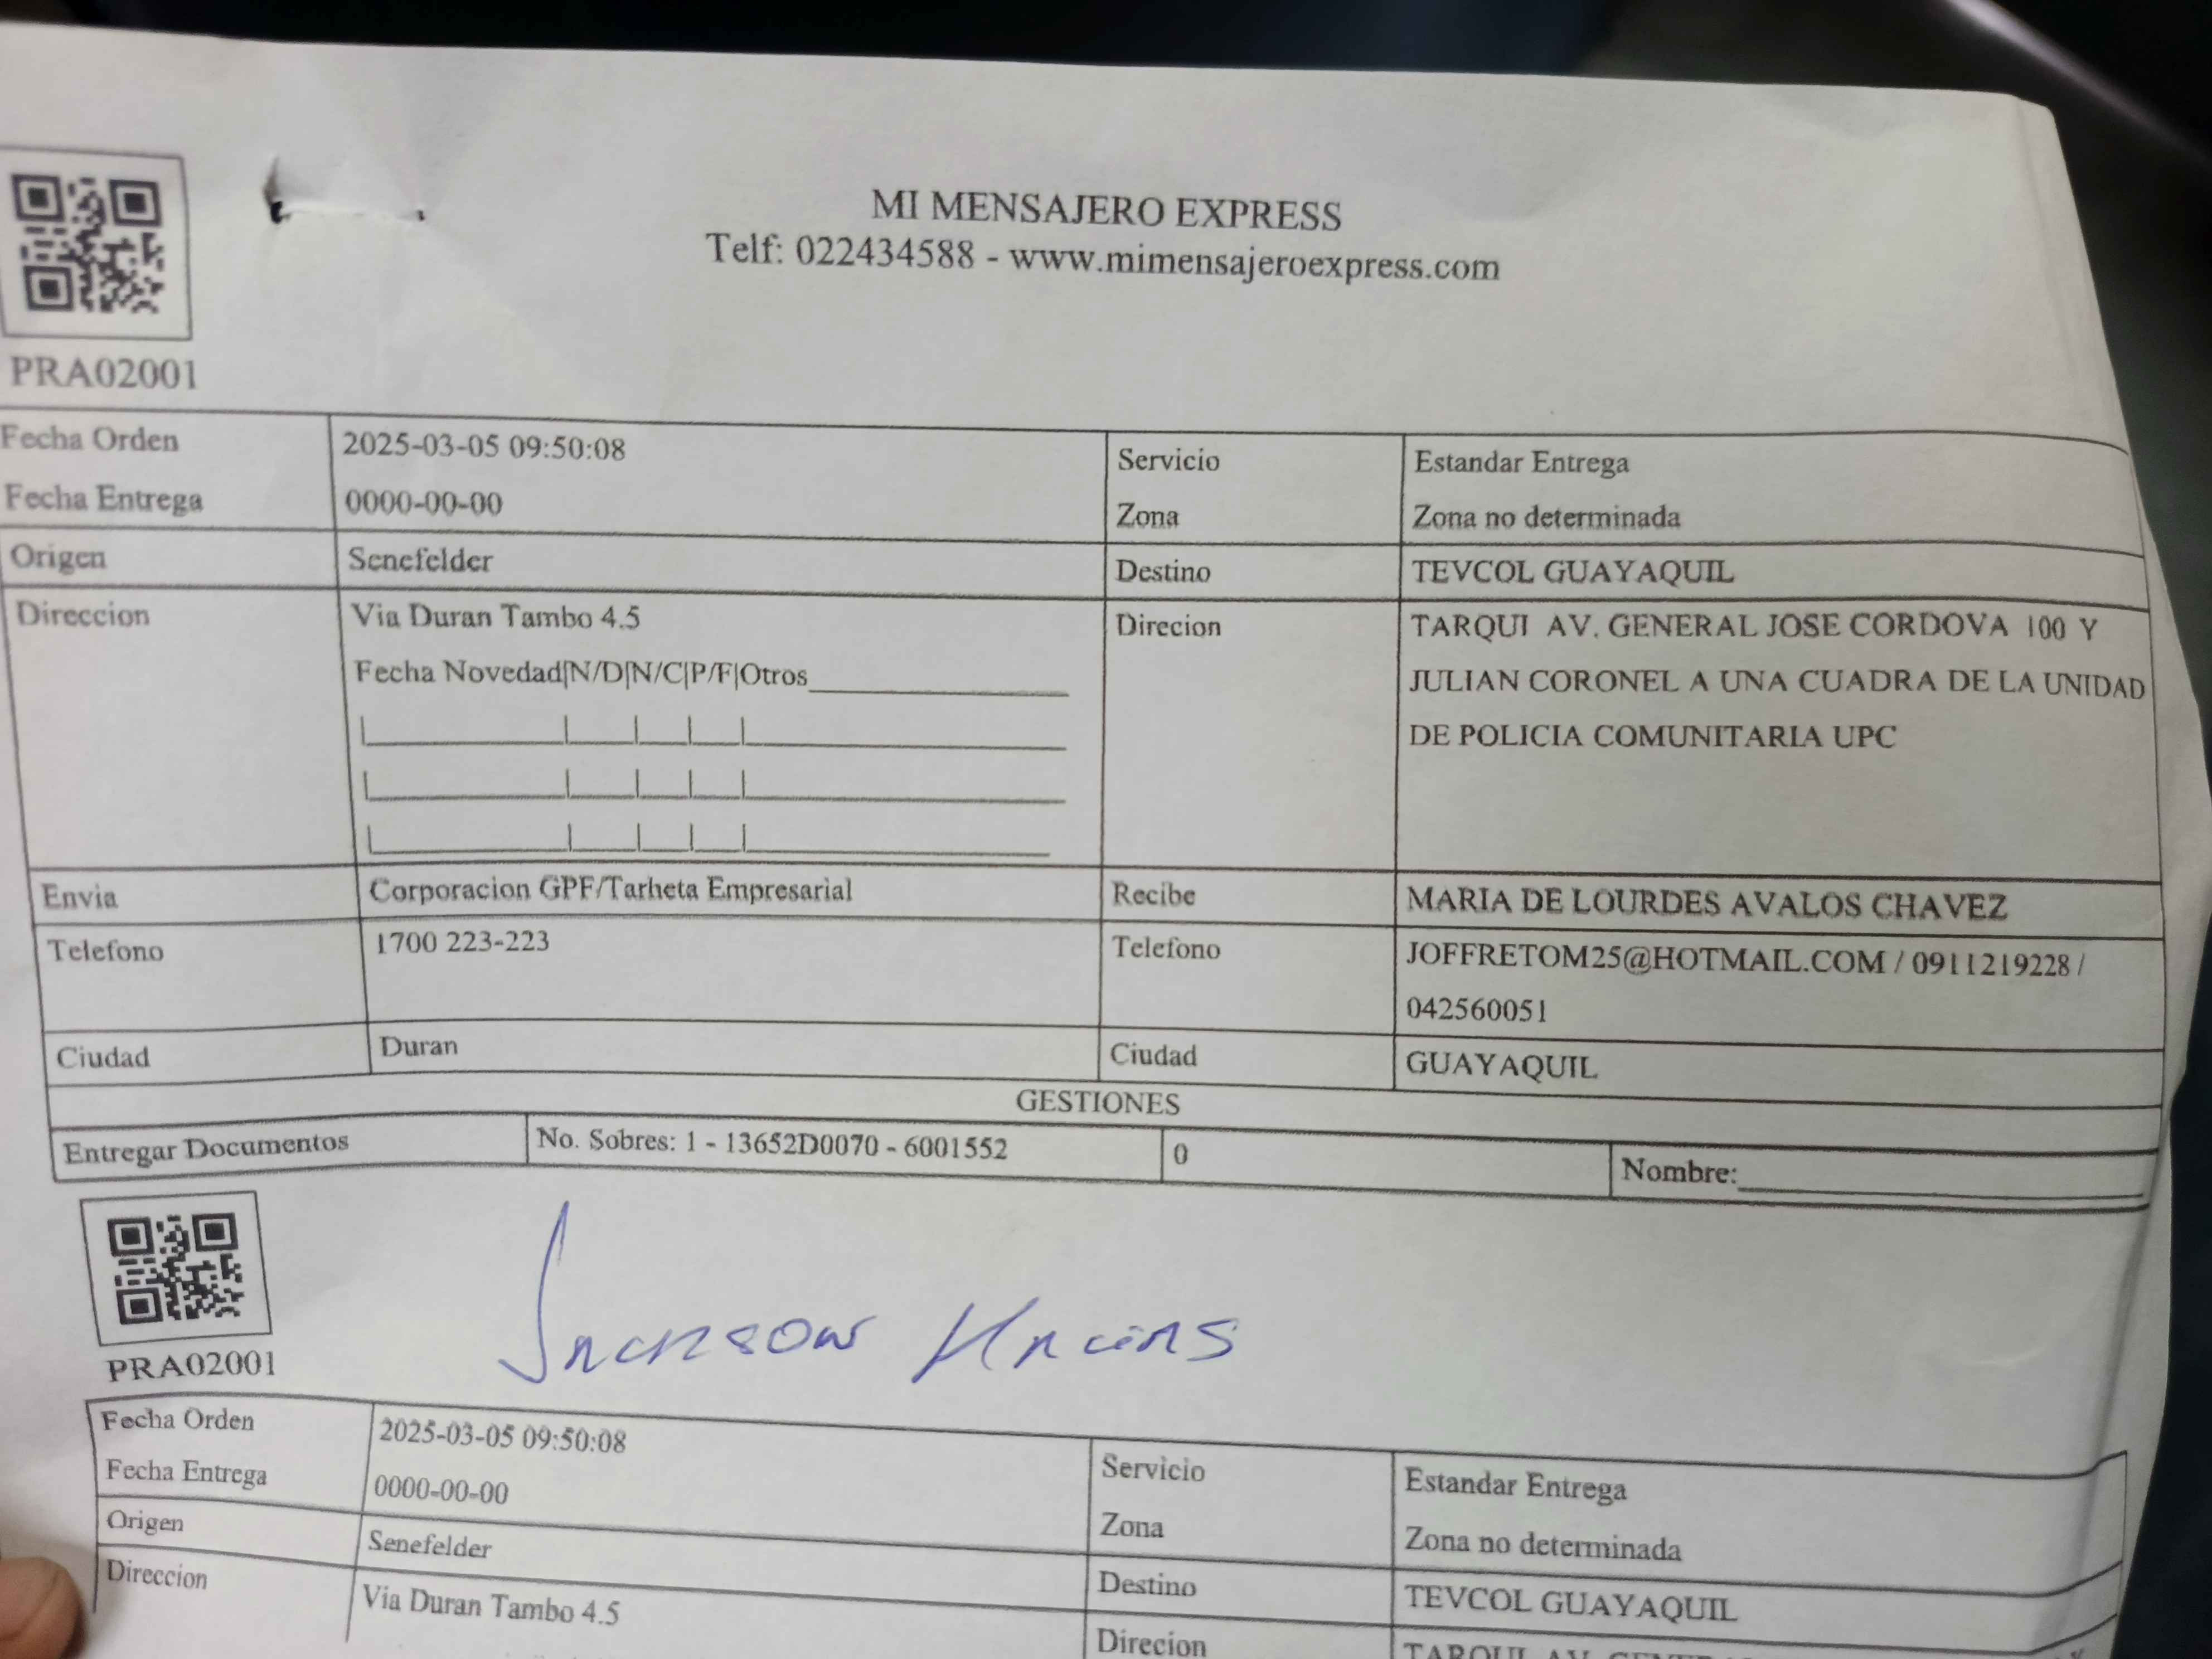 MI MENSAJERO EXPRESS
Telf: 022434588 - www.mimensajeroexpress.com
PRA02001
Fecha Orden 2025-03-05 09:50:08 Servicio Estandar Entrega
Fecha Entrega 0000-00-00 Zona Zona no determinada
Origen Senefelder Destino TEVCOL GUAYAQUIL
Direccion Via Duran Tambo 4.5 Direcion TARQUI AV. GENERAL JOSE CORDOVA 100 Y
Fecha Novedad|N/D|N/C|P/F|Otros JULIAN CORONEL A UNA CUADRA DE LA UNIDAD
DE POLICIA COMUNITARIA UPC
Envia Corporacion GPF/Tarheta Empresarial Recibe MARIA DE LOURDES AVALOS CHAVEZ
Telefono 1700 223-223 Telefono JOFFRETOM25@HOTMAIL.COM / 0911219228 /
042560051
Ciudad Duran Ciudad GUAYAQUIL
GESTIONES
Entregar Documentos No. Sobres: 1 - 13652D0070 - 6001552 0 Nombre:
Jackson
PRA02001
Fecha Orden 2025-03-05 09:50:08 Servicio Estandar Entrega
Fecha Entrega 0000-00-00 Zona Zona no determinada
Origen Senefelder Destino TEVCOL GUAYAQUIL
Direccion Via Duran Tambo 4.5 Direcion TARQUI AV.